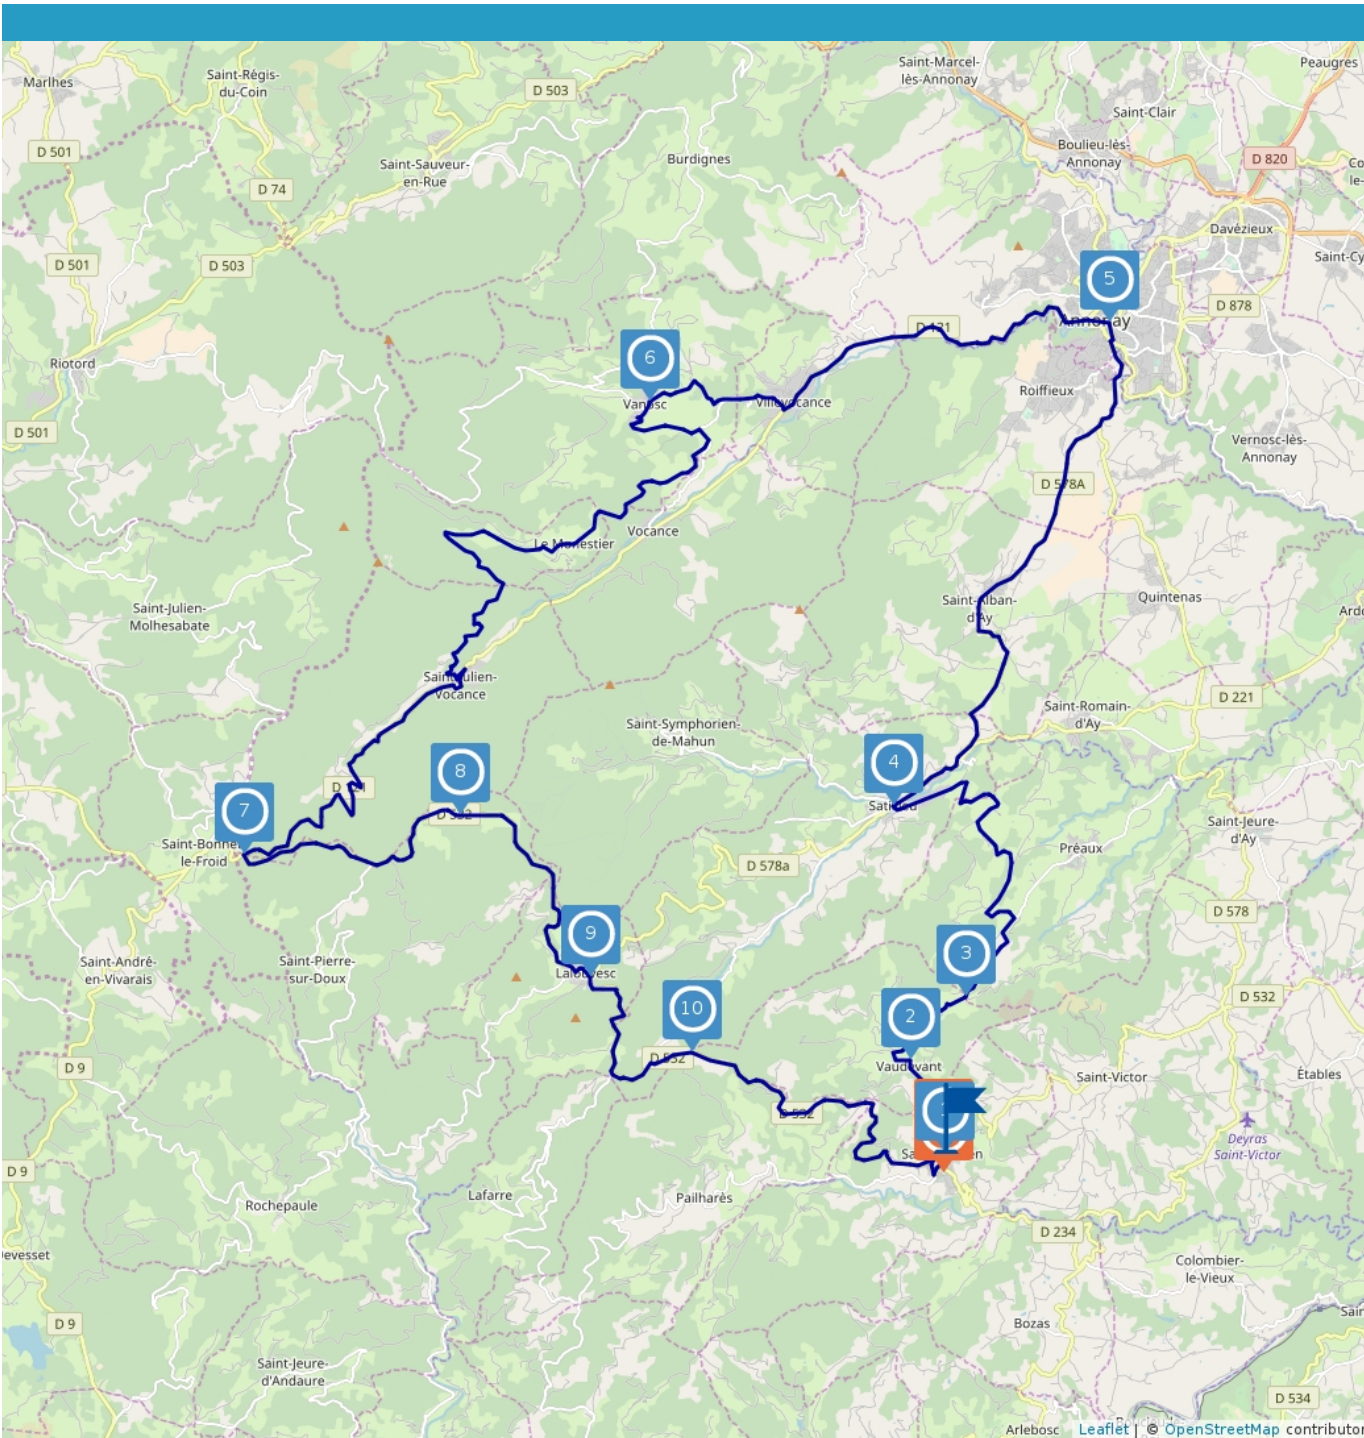 Marlhes
Saint-Régis-
du-Coin
D 503
Saint-Marcel-
lès-Annonay
Peaugres
Saint-Clair
D 501
Saint-Sauveur-
en-Rue
Burdignes
Boulieu-lès-
Annonay
D 820
D 74
D 501
D 503
Davézieux
5
D 878
Annonay
Riotord
6
Roiffieux
Vanosc
Villevocance
D 501
Vernosc-lès-
Annonay
D 578A
Vocance
Le Monestier
Saint-Julien-
Molhesabate
Saint-Alban-
d'Ay
Quintenas
Saint-Julien-
Vocance
D 221
Saint-Romain-
d'Ay
Saint-Symphorien-
de-Mahun
4
8
7
Satillieu
Saint-Jeure-
d'Ay
Saint-Bonnet-
le-Froid
Préaux
D 578a
D 578
9
3
Saint-André-
en-Vivarais
Saint-Pierre-
sur-Doux
Lalouvesc
D 532
10
2
D 532
D 9
Vaudevant
Saint-Victor
Étables
D 532
Deyras
Saint-Victor
D 9
Lafarre
Pailharès
Rochepaule
D 234
Colombier-
le-Vieux
D 9
Bozas
Saint-Jeure-
d'Andaure
D 534
Arlebosc
Leaflet | © OpenStreetMap contributor